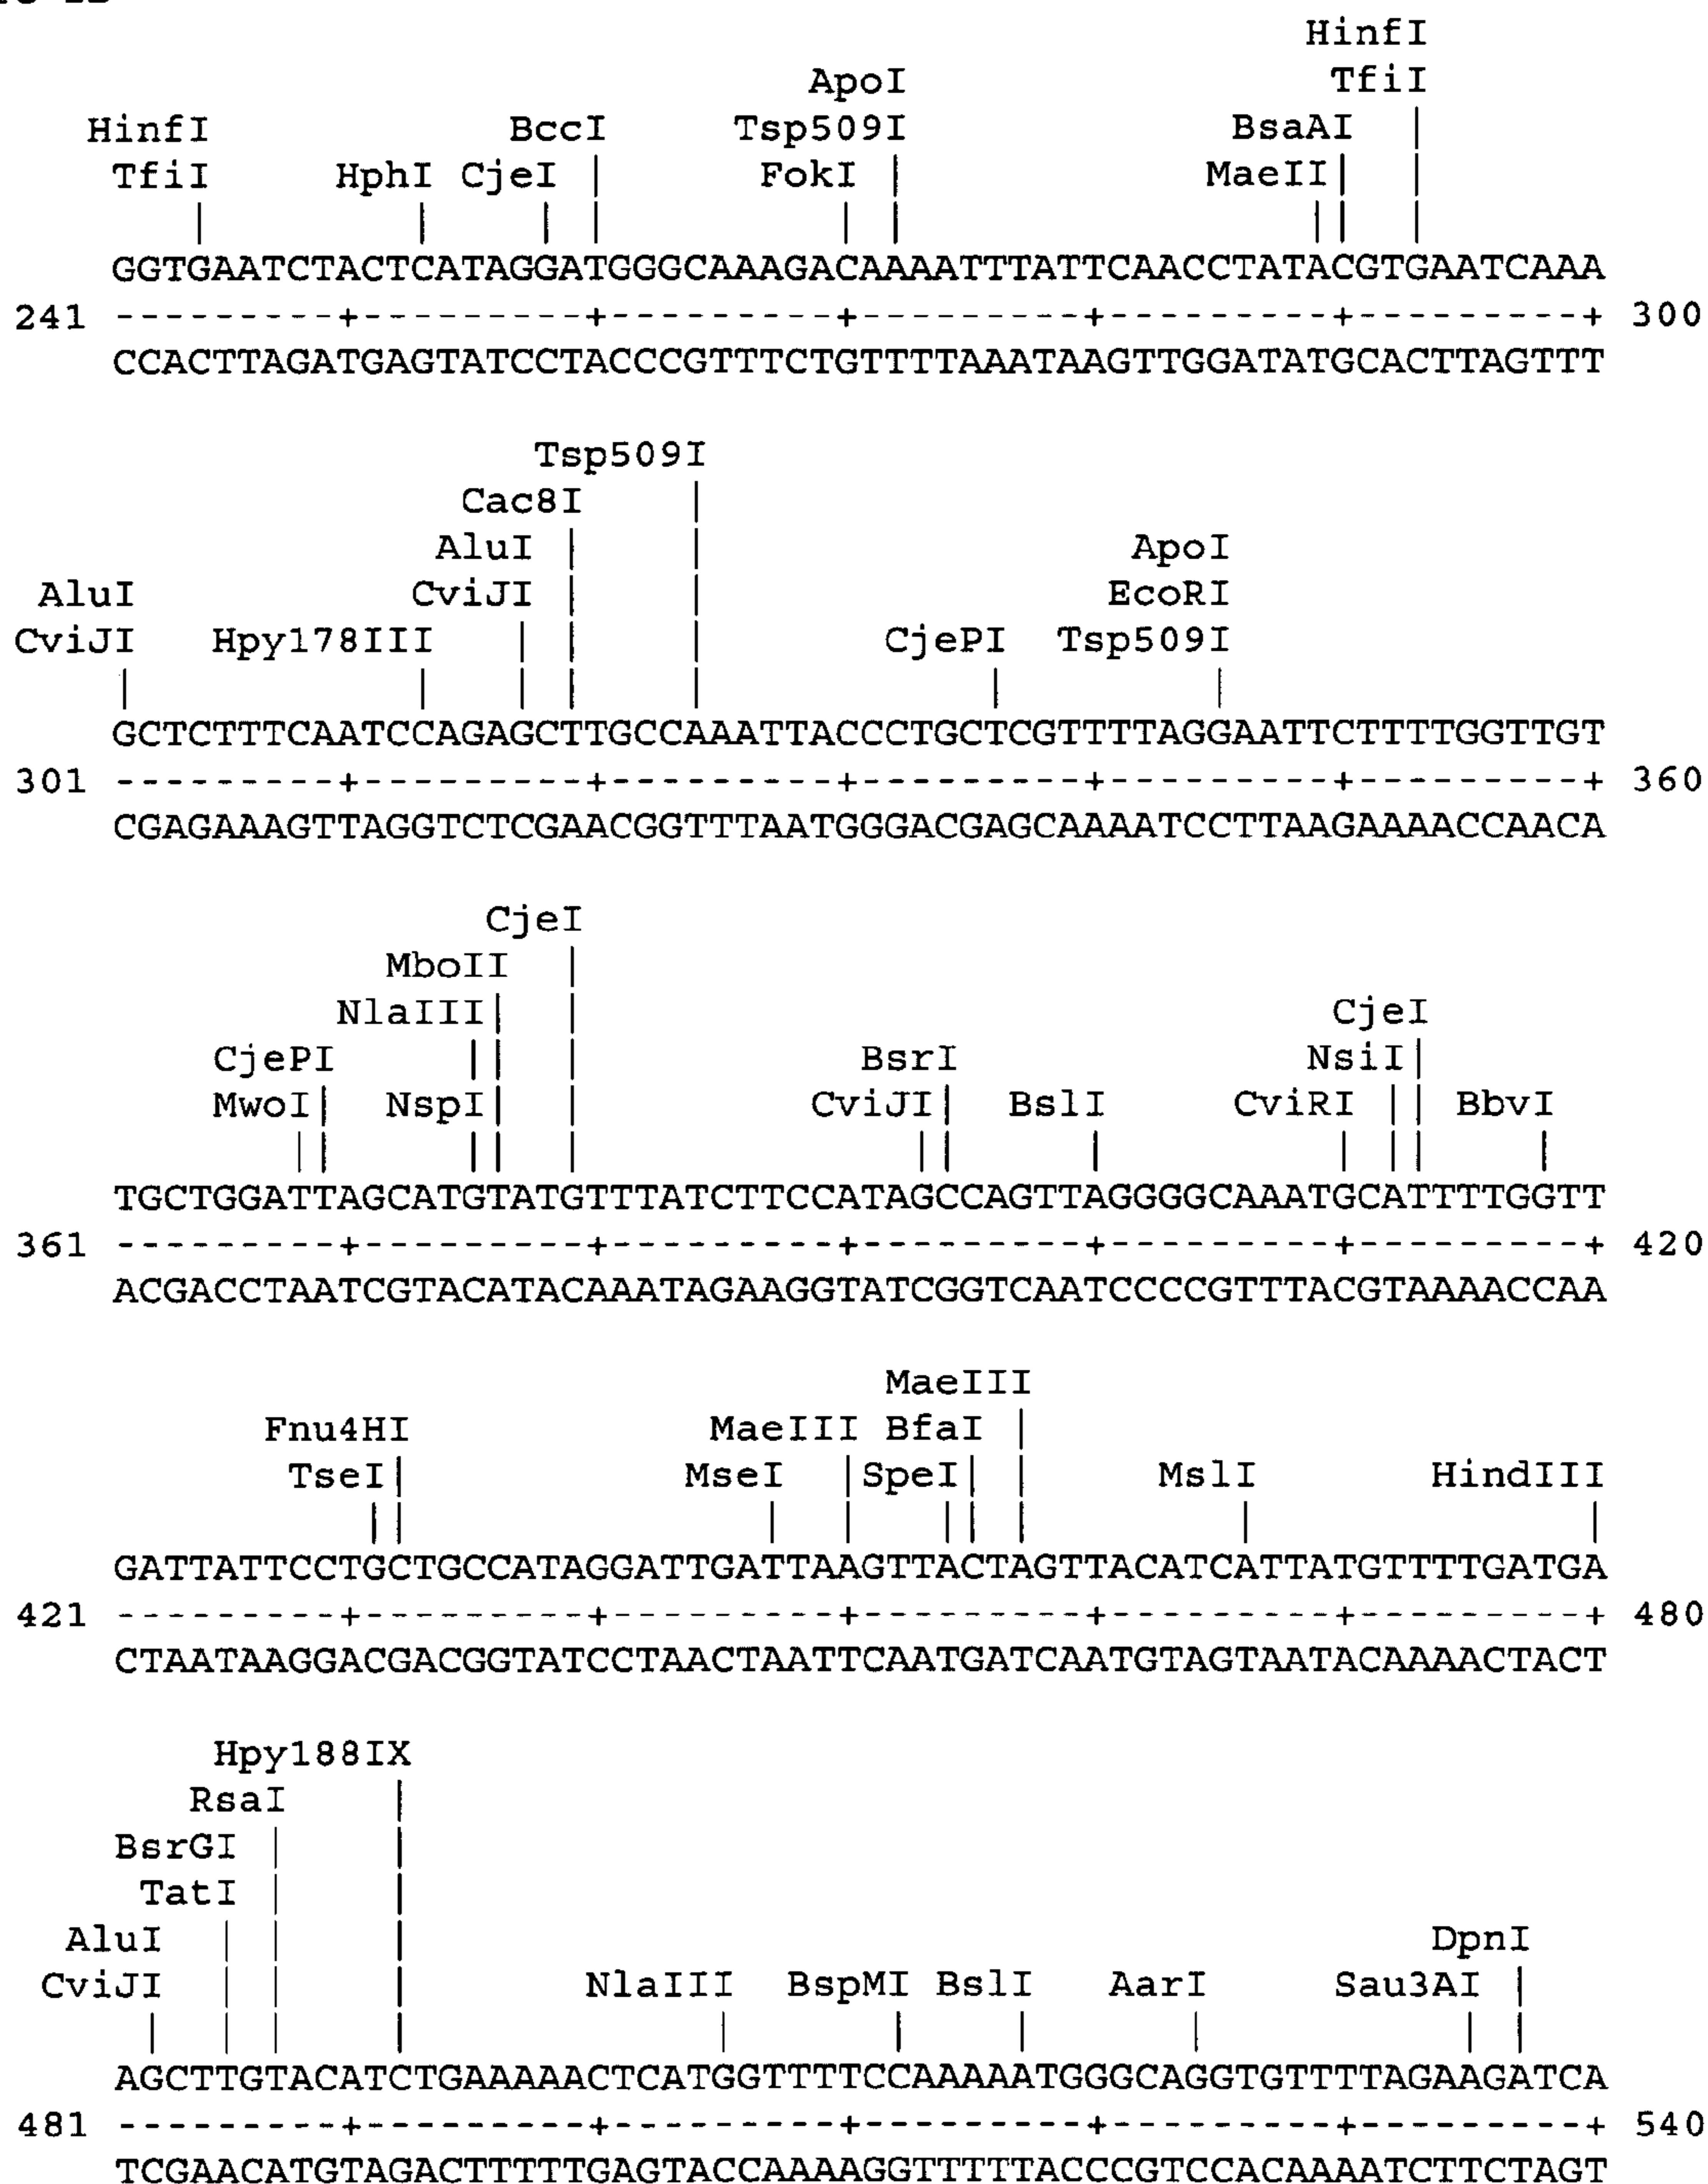 HinfI
ApoI TfiI
HinfI BccI Tsp509I BsaAI |
TfiI HphI CjeI | FokI | MaeII| |
| | | | | | || |
GGTGAATCTACTCATAGGATGGGCAAAGACAAAATTTATTCAACCTATACGTGAATCAAA
241 ---------+---------+---------+---------+---------+---------+ 300
CCACTTAGATGAGTATCCTACCCGTTTCTGTTTTAAATAAGTTGGATATGCACTTAGTTT
Tsp509I
Cac8I |
AluI | | ApoI
AluI CviJI | | EcoRI
CviJI Hpy178III | | | CjePI Tsp509I
| | | | | | |
GCTCTTTCAATCCAGAGCTTGCCAAATTACCCTGCTCGTTTTAGGAATTCTTTTGGTTGT
301 ---------+---------+---------+---------+---------+---------+ 360
CGAGAAAGTTAGGTCTCGAACGGTTTAATGGGACGAGCAAAATCCTTAAGAAAACCAACA
CjeI
MboII |
NlaIII| | CjeI
CjePI || | BsrI NsiI|
MwoI| NspI| | CviJI| BslI CviRI || BbvI
|| || | || | | || |
TGCTGGATTAGCATGTATGTTTATCTTCCATAGCCAGTTAGGGGCAAATGCATTTTTGGTT
361 ---------+---------+---------+---------+---------+---------+ 420
ACGACCTAATCGTACATACAAATAGAAGGTATCGGTCAATCCCCGTTTACGTAAAACCAA
MaeIII
Fnu4HI MaeIII BfaI |
TseI| MseI |SpeI| | MslI HindIII
|| | | || | | |
GATTATTCCTGCTGCCATAGGATTGATTAAGTTACTAGTTACATCATTATGTTTTGATGA
421 ---------+---------+---------+---------+---------+---------+ 480
CTAATAAGGACGACGGTATCCTAACTAATTCAATGATCAATGTAGTAATACAAAACTACT
Hpy188IX
RsaI |
BsrGI | |
TatI | |
AluI | | | DpnI
CviJI | | | NlaIII BspMI BslI AarI Sau3AI |
| | | | | | | | | |
AGCTTGTACATCTGAAAAACTCATGGTTTTCCAAAAATGGGCAGGTGTTTTAGAAGATCA
481 ---------+---------+---------+---------+---------+---------+ 540
TCGAACATGTAGACTTTTTGAGTACCAAAAGGTTTTTACCCGTCCACAAAATCTTCTAGT